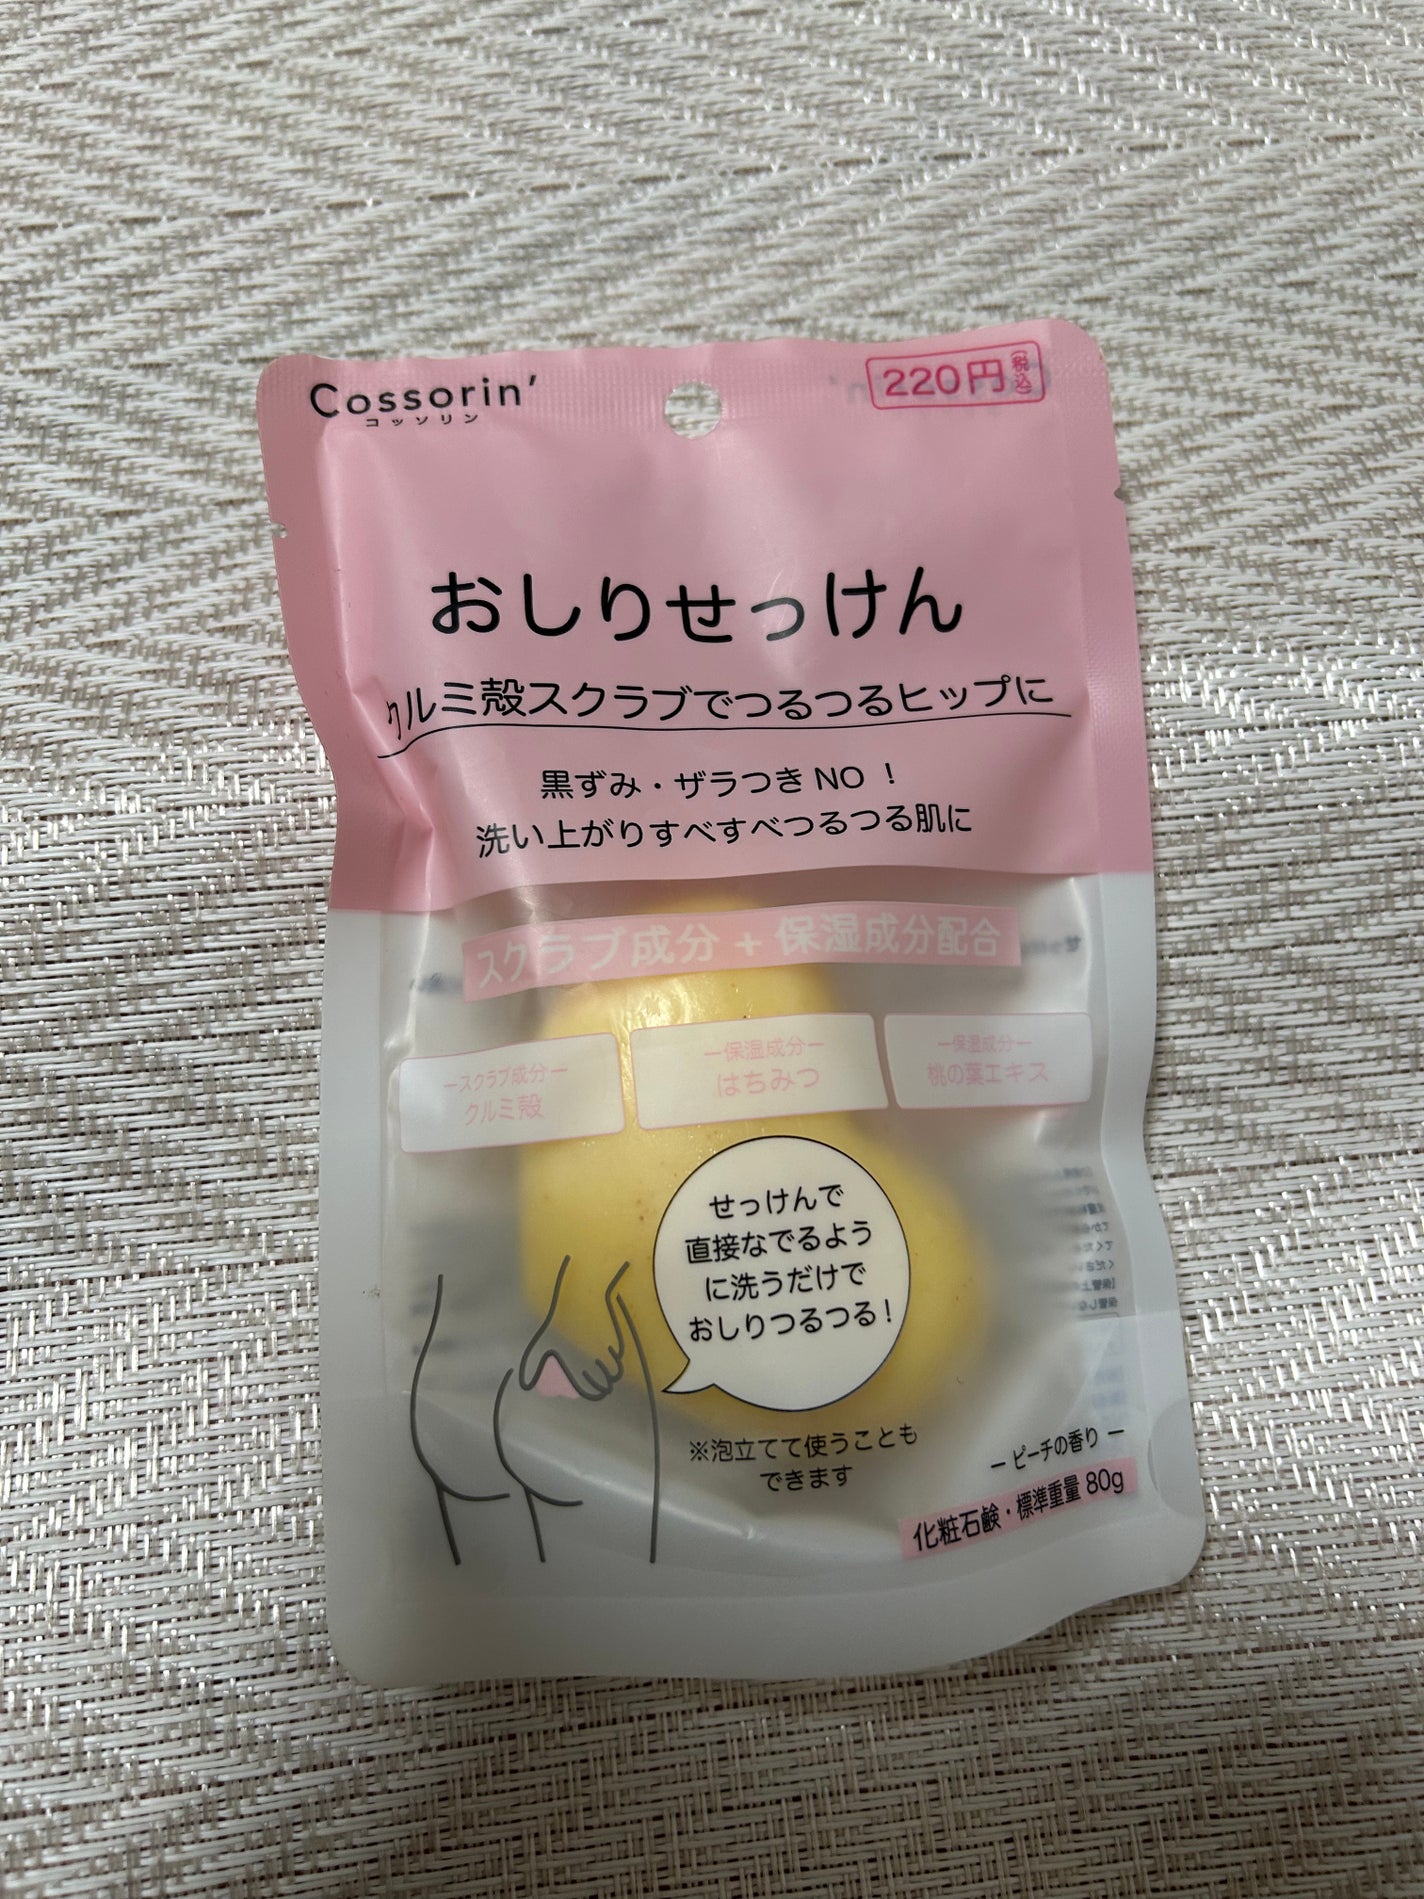 Cossorin'
コッソリン
220円(税込)
おしりせっけん
クルミ殻スクラブでつるつるヒップに
黒ずみ・ザラつきNO！
洗い上がりすべすべつるつる肌に
スクラブ成分+保湿成分配合
ースクラブ成分ー
クルミ殻
ー保湿成分ー
はちみつ
ー保湿成分ー
桃の葉エキス
せっけんで
直接なでるよう
に洗うだけで
おしりつるつる！
※泡立てて使うことも
できます
ーピーチの香りー
化粧石鹸・標準重量80g